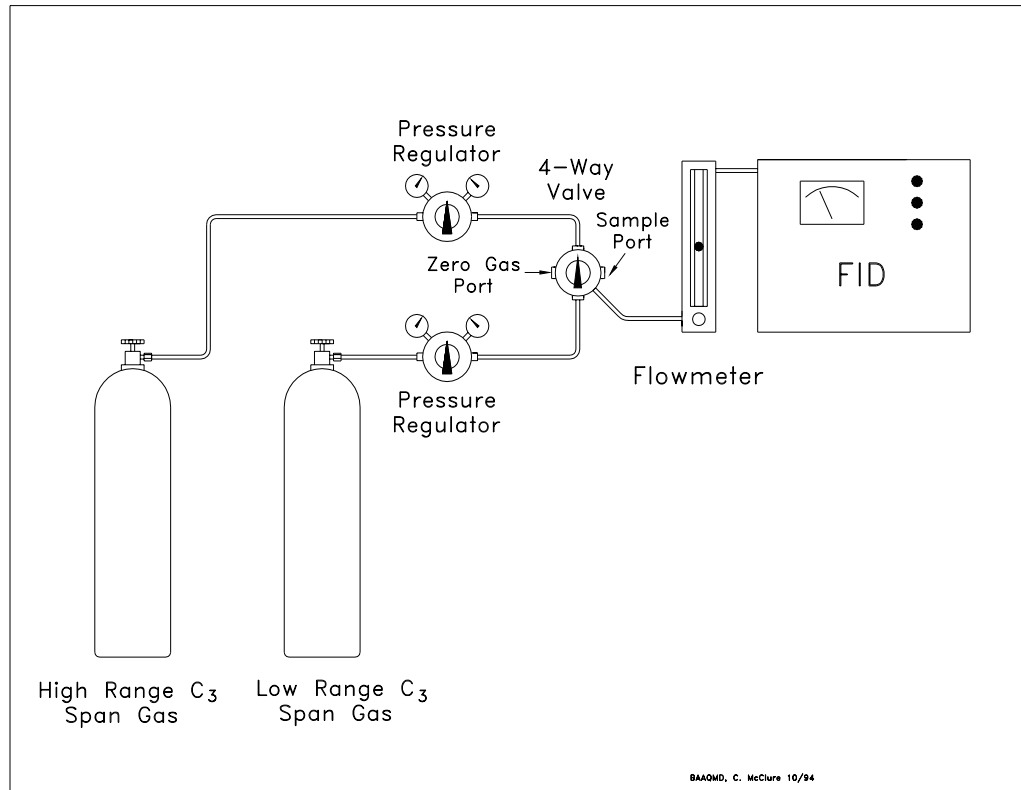 Pressure
Regulator
4-Way
Valve
Sample
Port
Zero Gas
Port
FID
Pressure
Regulator
Flowmeter
High Range C₃
Span Gas
Low Range C₃
Span Gas
BAAQMD, C. McClure 10/94